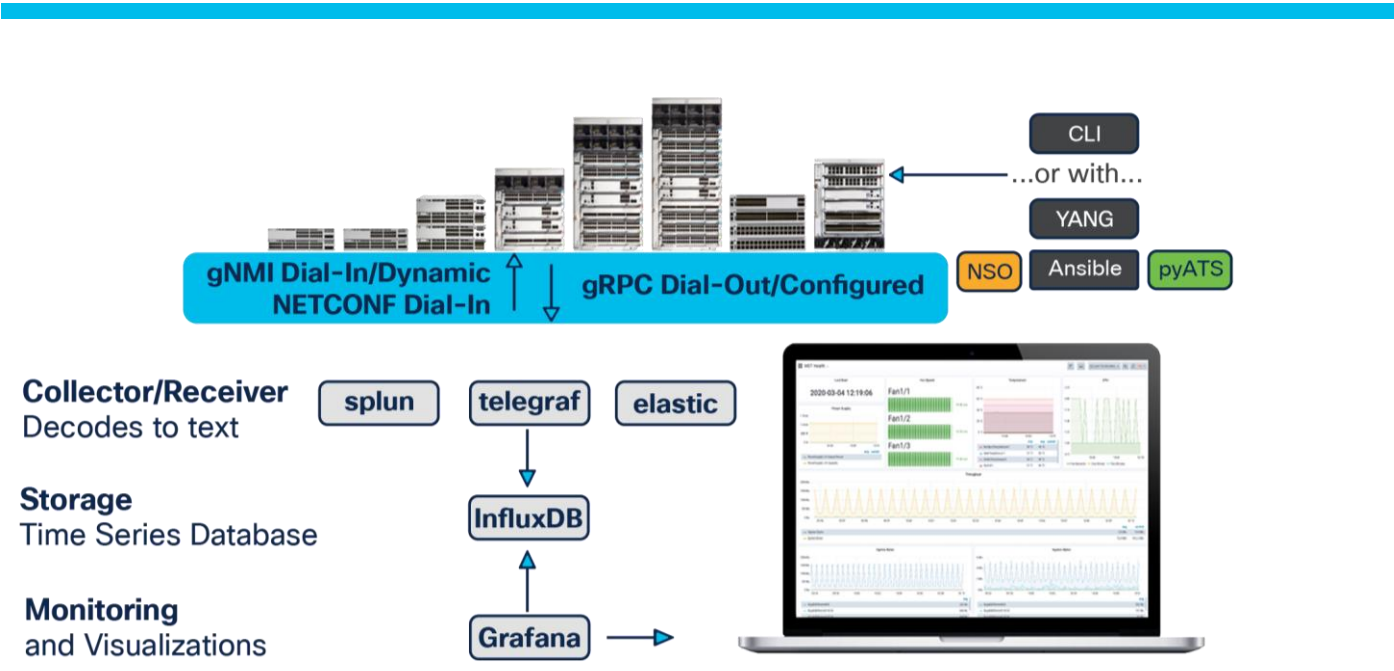 CLI
...or with...
YANG
NSO
Ansible
pyATS
gNMI Dial-In/Dynamic
NETCONF Dial-In
gRPC Dial-Out/Configured
Collector/Receiver
Decodes to text
splun
telegraf
elastic
Storage
Time Series Database
InfluxDB
Monitoring
and Visualizations
Grafana
2020-03-04 12:19:06
Fan1/1
Fan1/2
Fan1/3